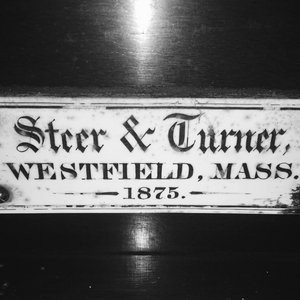 Steer & Turner,
WESTFIELD, MASS.
1875.